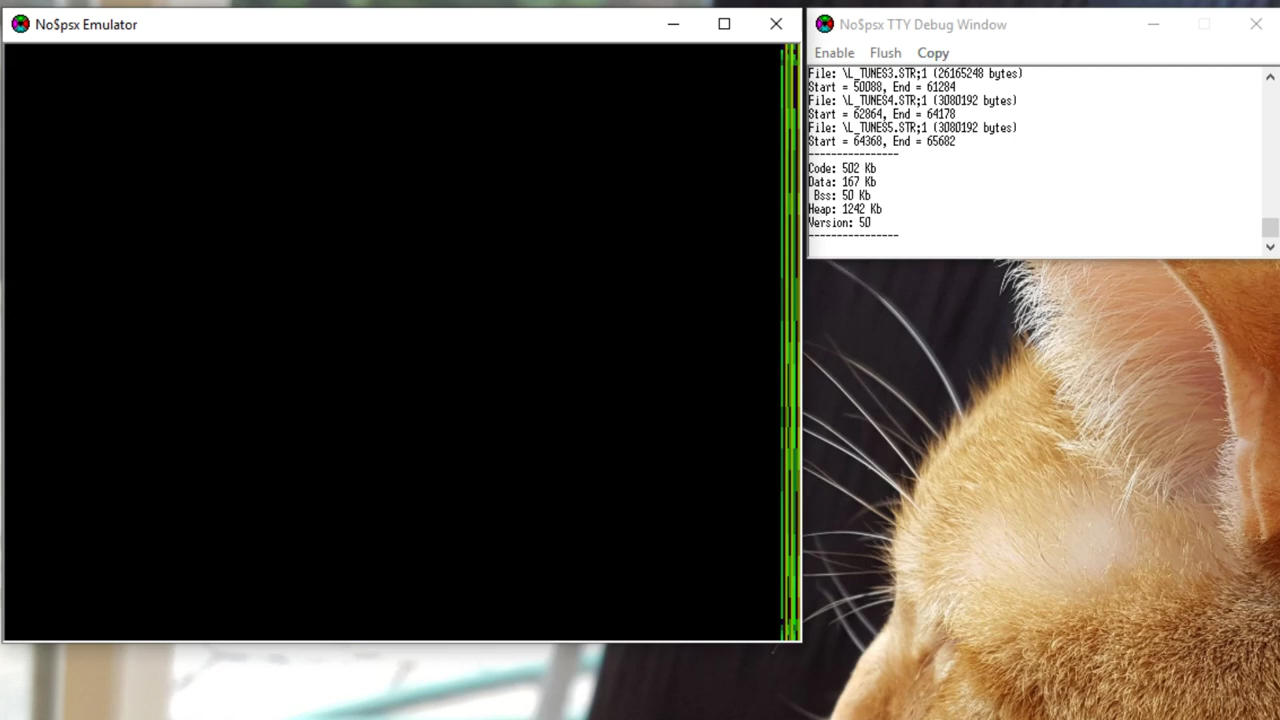 No$psx Emulator
No$psx TTY Debug Window
Enable Flush Copy
File: \L_TUNES3.STR;1 (26165248 bytes)
Start = 50088, End = 61284
File: \L_TUNES4.STR;1 (3080192 bytes)
Start = 62864, End = 64178
File: \L_TUNES5.STR;1 (3080192 bytes)
Start = 64368, End = 65682
----------------
Code: 502 Kb
Data: 167 Kb
 Bss: 50 Kb
Heap: 1242 Kb
Version: 50
----------------